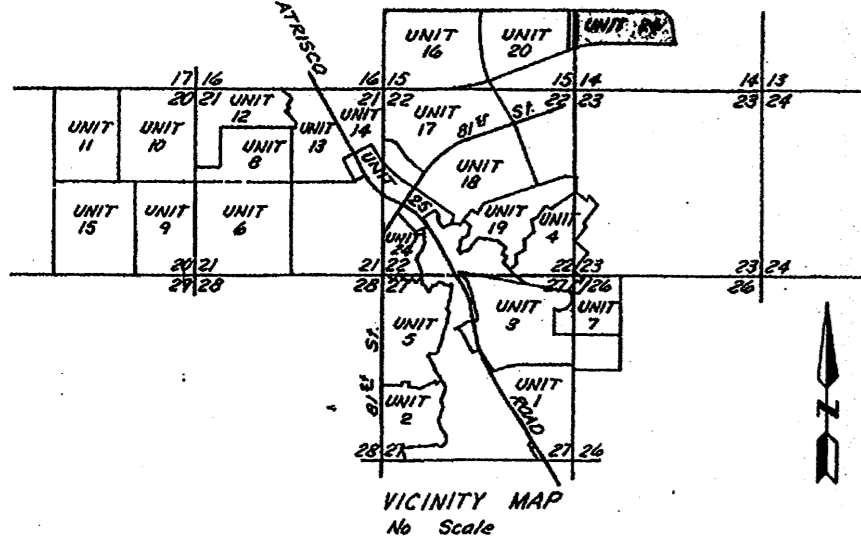 ATRISCO
UNIT 16
UNIT 20
UNIT
17 16
16 15
15 14
14 13
20 21
21 22
22 23
23 24
UNIT 11
UNIT 10
UNIT 12
UNIT 8
UNIT 13
UNIT 14
UNIT 17
81st St.
UNIT 18
UNIT 25
UNIT 15
UNIT 9
UNIT 6
UNIT 24
UNIT 19
UNIT 4
20 21
21 22
22 23
23 24
29 28
28 27
27 26
26
UNIT 5
UNIT 3
UNIT 7
81st St.
UNIT 2
UNIT 1
ROAD
28 27
27 26
N
VICINITY MAP
No Scale